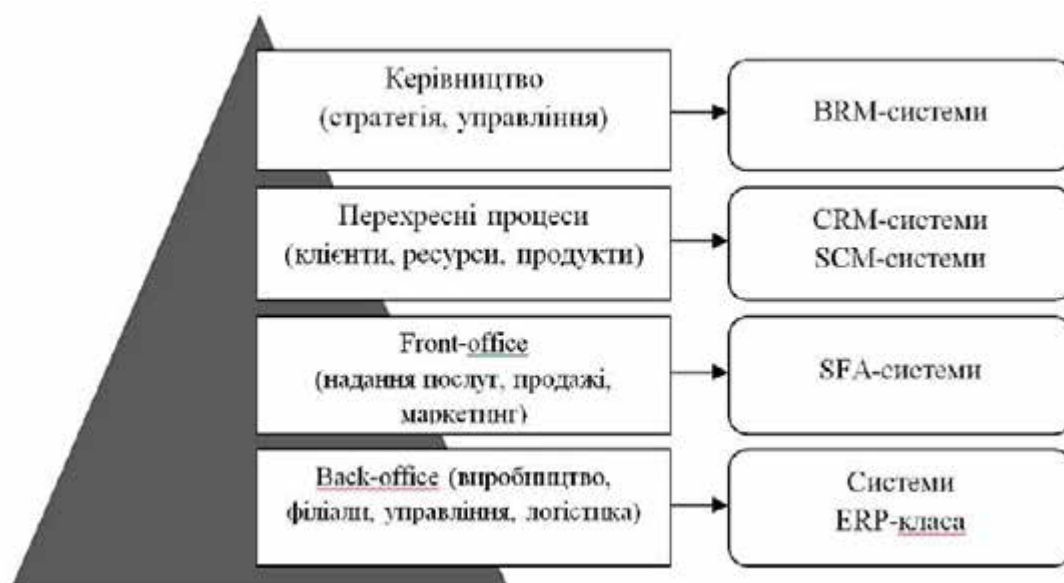 Керівництво
(стратегія, управління)
BRM-системи
Перехресні процеси
(клієнти, ресурси, продукти)
CRM-системи
SCM-системи
Front-office
(надання послуг, продажі,
маркетинг)
SFA-системи
Back-office (виробництво,
філіали, управління, логістика)
Системи
ERP-класа